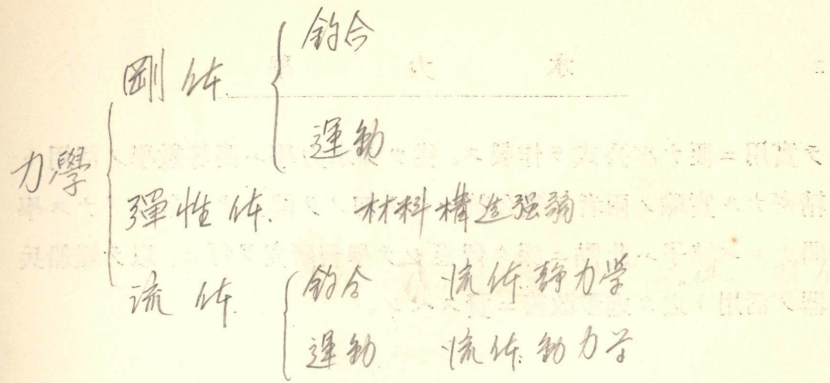 力學
剛体
釣合
運動
彈性体、 材料構造强弱
流体
釣合 流体静力学
運動 流体動力学